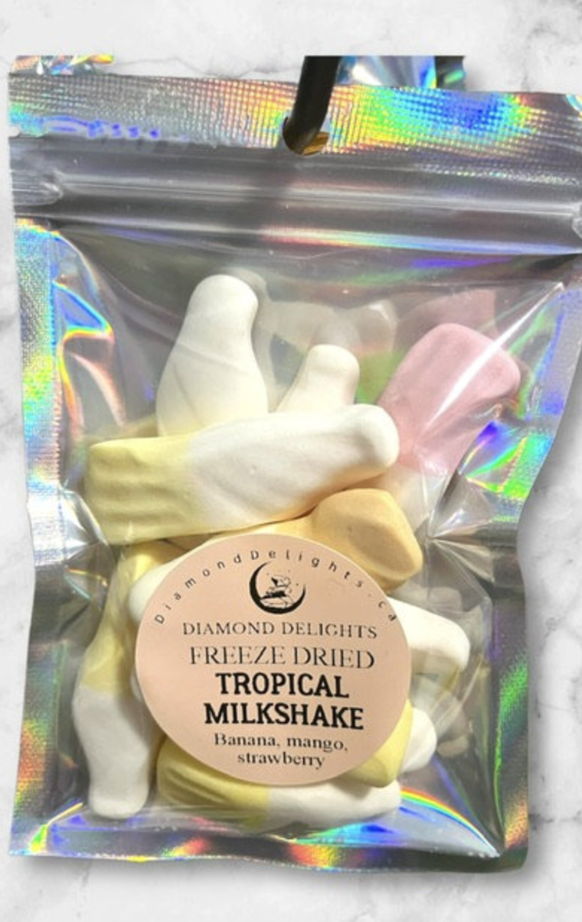 DiamondDelights.ca
DIAMOND DELIGHTS
FREEZE DRIED
TROPICAL
MILKSHAKE
Banana, mango,
strawberry